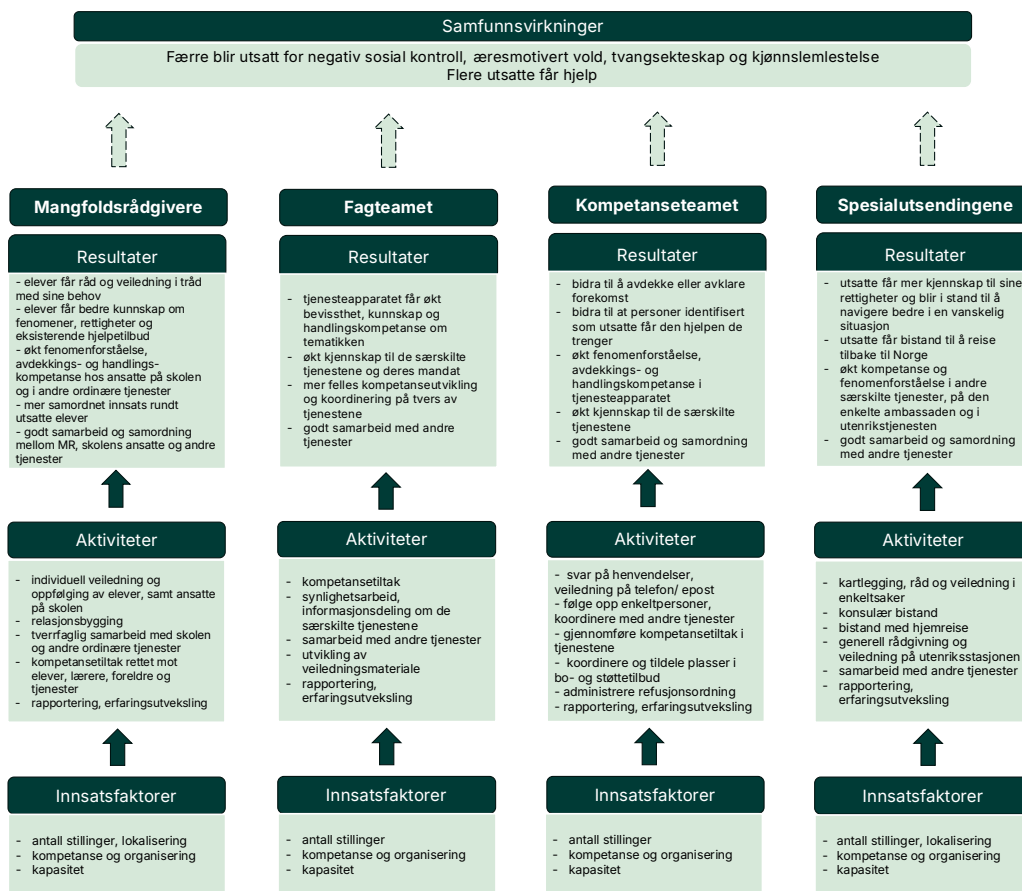 Samfunnsvirkninger
Færre blir utsatt for negativ sosial kontroll, æresmotivert vold, tvangsekteskap og kjønnslemlestelse
Flere utsatte får hjelp
Mangfoldsrådgivere
Resultater
- elever får råd og veiledning i tråd
med sine behov
- elever får bedre kunnskap om
fenomener, rettigheter og
eksisterende hjelpetilbud
- økt fenomenforståelse,
avdekkings- og handlings-
kompetanse hos ansatte på skolen
og i andre ordinære tjenester
- mer samordnet innsats rundt
utsatte elever
- godt samarbeid og samordning
mellom MR, skolens ansatte og andre
tjenester
Aktiviteter
- individuell veiledning og
oppfølging av elever, samt ansatte
på skolen
- relasjonsbygging
- tverrfaglig samarbeid med skolen
og andre ordinære tjenester
- kompetansetiltak rettet mot
elever, lærere, foreldre og
tjenester
- rapportering, erfaringsutveksling
Innsatsfaktorer
- antall stillinger, lokalisering
- kompetanse og organisering
- kapasitet
Fagteamet
Resultater
- tjenesteapparatet får økt
bevissthet, kunnskap og
handlingskompetanse om
tematikken
- økt kjennskap til de særskilte
tjenestene og deres mandat
- mer felles kompetanseutvikling
og koordinering på tvers av
tjenestene
- godt samarbeid med andre
tjenester
Aktiviteter
- kompetansetiltak
- synlighetsarbeid,
informasjonsdeling om de
særskilte tjenestene
- samarbeid med andre tjenester
- utvikling av
veiledningsmateriale
- rapportering,
erfaringsutveksling
Innsatsfaktorer
- antall stillinger
- kompetanse og organisering
- kapasitet
Kompetanseteamet
Resultater
- bidra til å avdekke eller avklare
forekomst
- bidra til at personer identifisert
som utsatte får den hjelpen de
trenger
- økt fenomenforståelse,
avdekkings- og
handlingskompetanse i
tjenesteapparatet
- økt kjennskap til de særskilte
tjenestene
- godt samarbeid og samordning
med andre tjenester
Aktiviteter
- svar på henvendelser,
veiledning på telefon/ epost
- følge opp enkeltpersoner,
koordinere med andre tjenester
- gjennomføre kompetansetiltak i
tjenestene
- koordinere og tildele plasser i
bo- og støttetilbud
- administrere refusjonsordning
- rapportering, erfaringsutveksling
Innsatsfaktorer
- antall stillinger
- kompetanse og organisering
- kapasitet
Spesialutsendingene
Resultater
- utsatte får mer kjennskap til sine
rettigheter og blir i stand til å
navigere bedre i en vanskelig
situasjon
- utsatte får bistand til å reise
tilbake til Norge
- økt kompetanse og
fenomenforståelse i andre
særskilte tjenester, på den
enkelte ambassaden og i
utenrikstjenesten
- godt samarbeid og samordning
med andre tjenester
Aktiviteter
- kartlegging, råd og veiledning i
enkeltsaker
- konsulær bistand
- bistand med hjemreise
- generell rådgivning og
veiledning på utenriksstasjonen
- samarbeid med andre tjenester
- rapportering,
erfaringsutveksling
Innsatsfaktorer
- antall stillinger, lokalisering
- kompetanse og organisering
- kapasitet